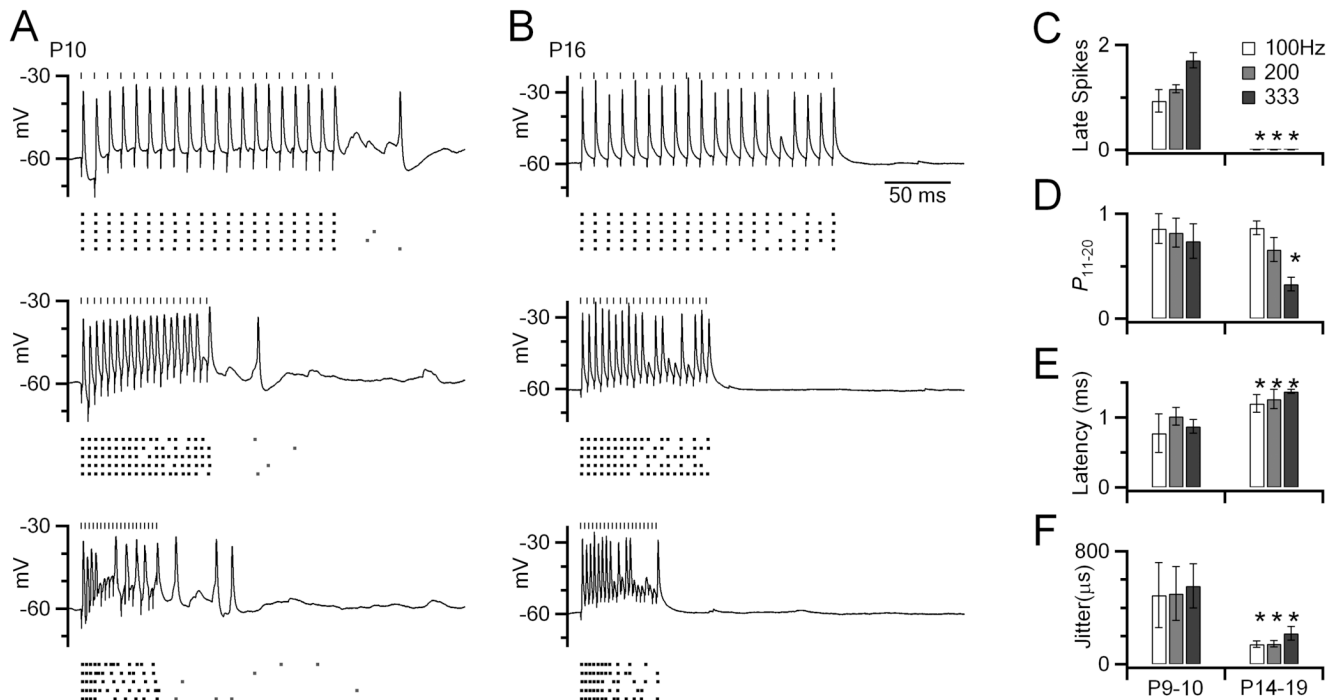 A
P10
-30
mV
-60
-30
mV
-60
-30
mV
-60
B
P16
-30
mV
-60
50 ms
-30
mV
-60
-30
mV
-60
C
Late Spikes
2
0
100Hz
200
333
* * *
D
P11-20
1
0
*
E
Latency (ms)
1
0
* * *
F
Jitter(µs)
800
0
* * *
P9-10
P14-19